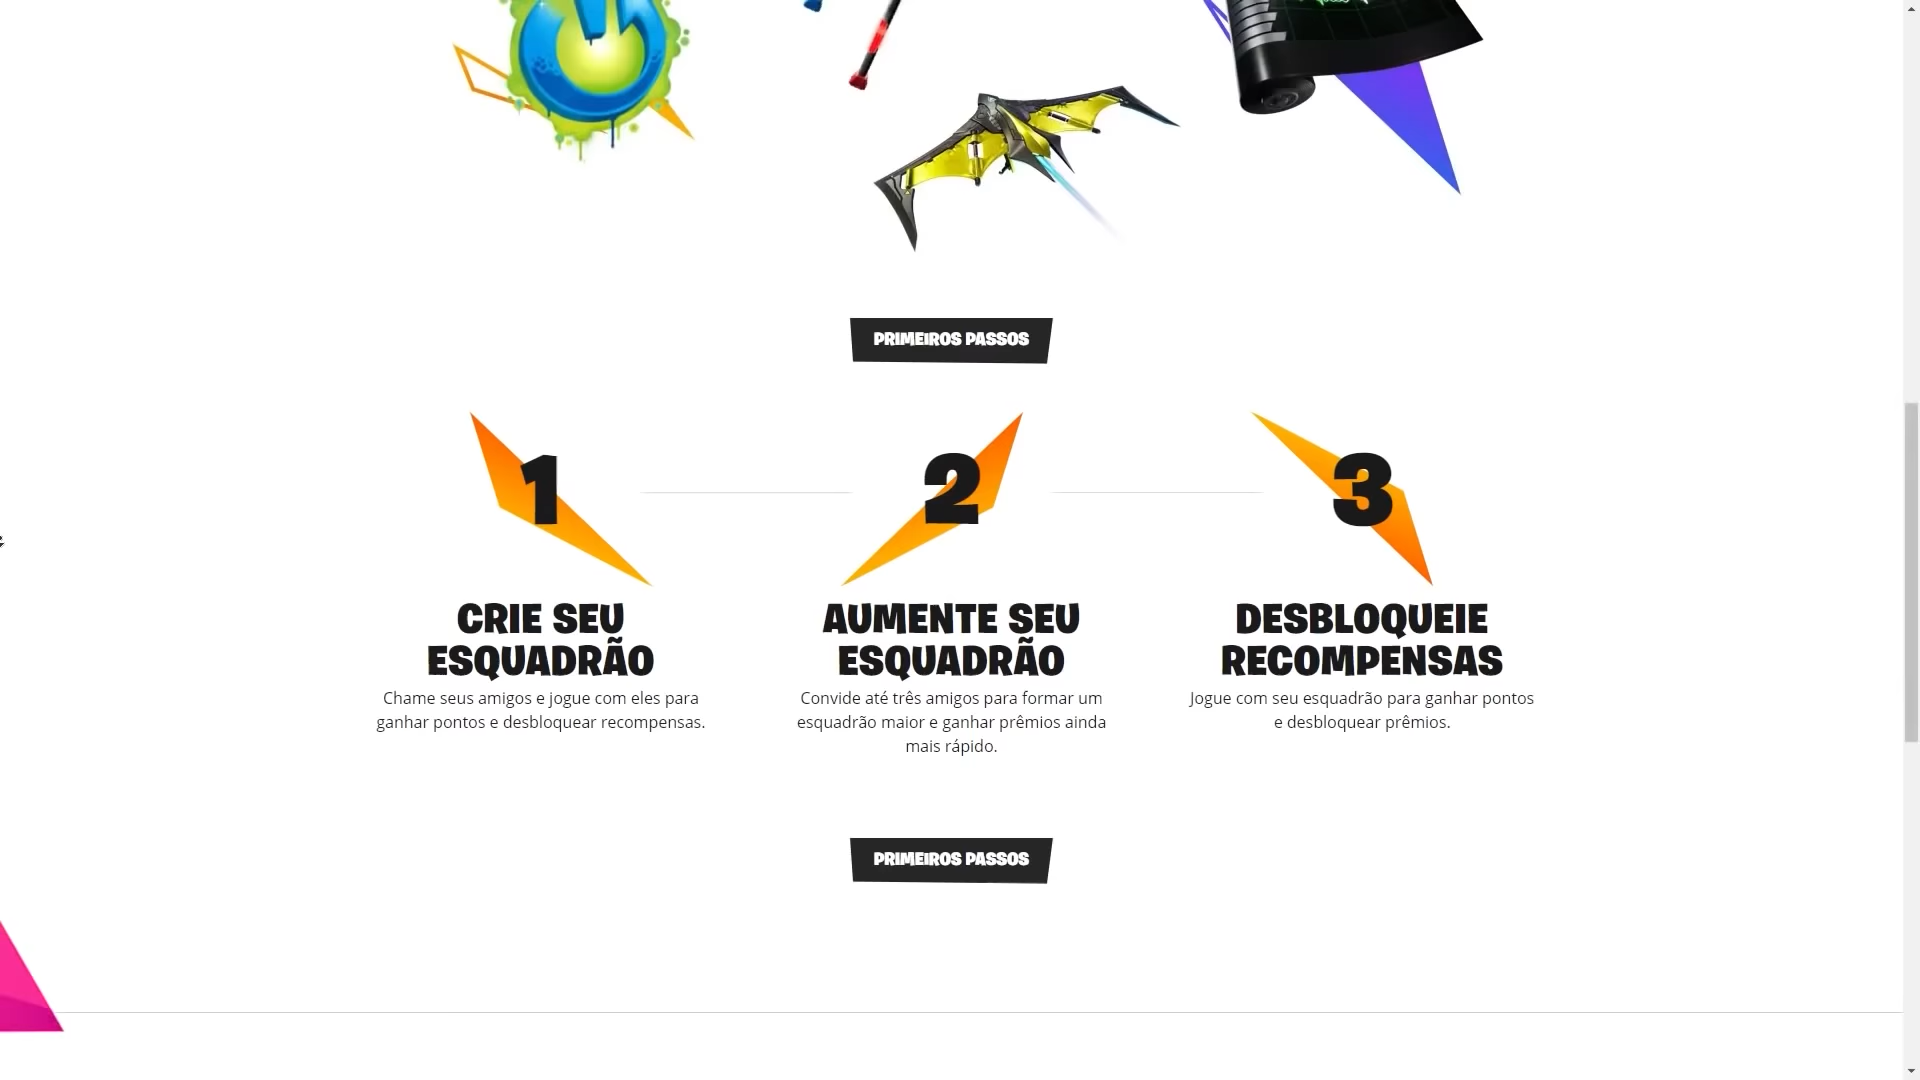 PRIMEIROS PASSOS
1
2
3
CRIE SEU
ESQUADRÃO
Chame seus amigos e jogue com eles para
ganhar pontos e desbloquear recompensas.
AUMENTE SEU
ESQUADRÃO
Convide até três amigos para formar um
esquadrão maior e ganhar prêmios ainda
mais rápido.
DESBLOQUEIE
RECOMPENSAS
Jogue com seu esquadrão para ganhar pontos
e desbloquear prêmios.
PRIMEIROS PASSOS